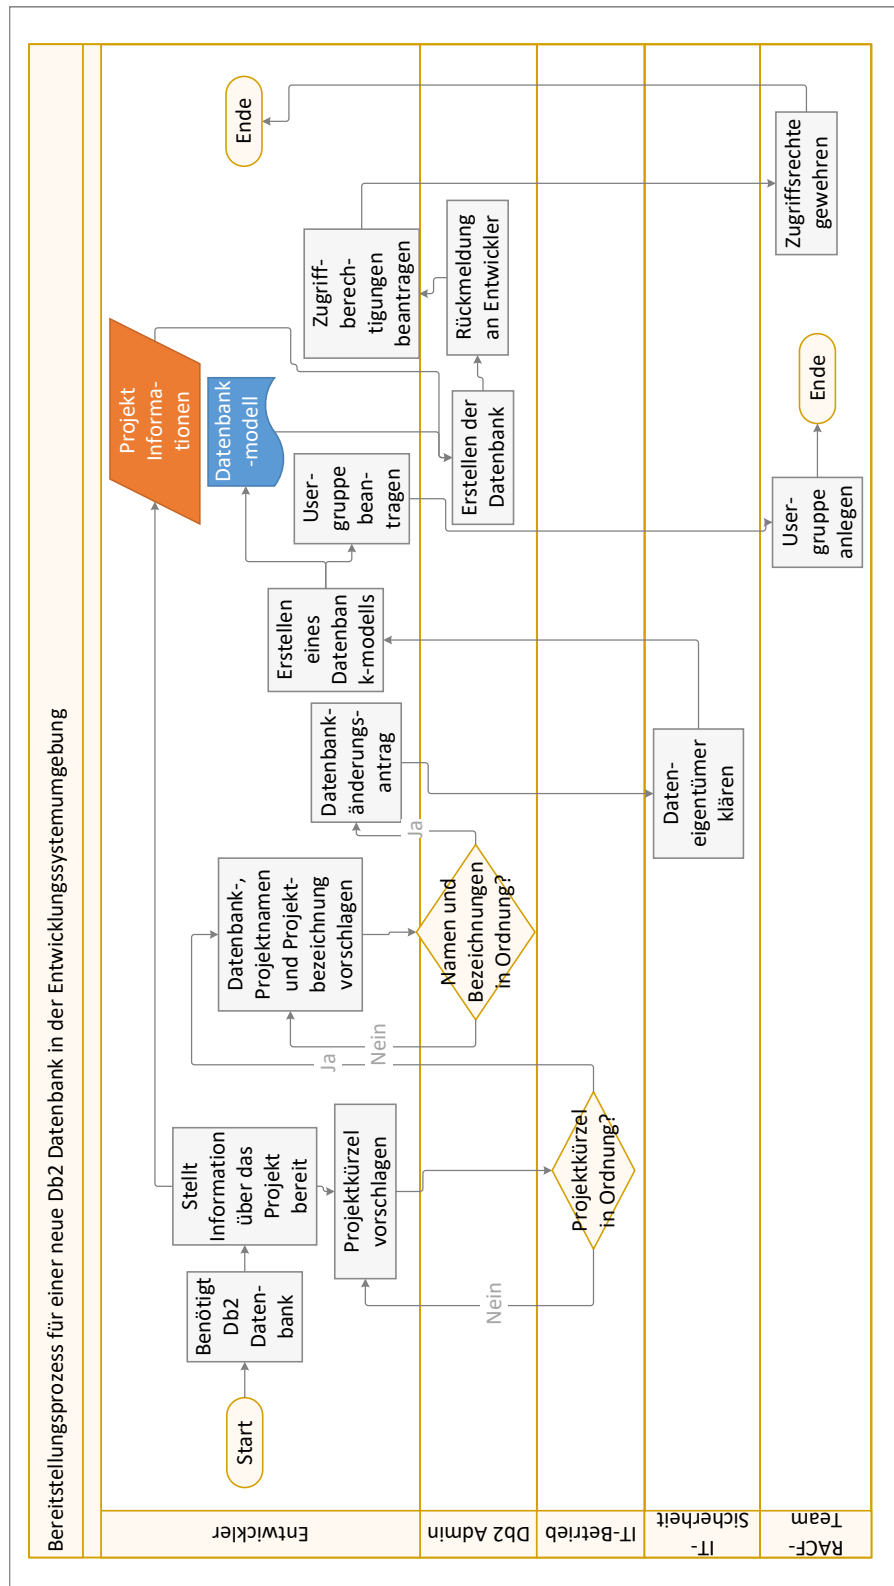 Bereitstellungsprozess für einer neue Db2 Datenbank in der Entwicklungssystemumgebung
Entwickler
Start
Benötigt
Db2
Daten-
bank
Stellt
Information
über das
Projekt
bereit
Projektkürzel
vorschlagen
Nein
Ja
Datenbank-,
Projektnamen
und Projekt-
bezeichnung
vorschlagen
Nein
Ja
Datenbank-
änderungs-
antrag
Erstellen
eines
Datenban
k-modells
User-
gruppe
bean-
tragen
Projekt
Informa-
tionen
Datenbank
-modell
Zugriff-
berech-
tigungen
beantragen
Ende
Db2 Admin
Namen und
Bezeichnungen
in Ordnung?
Erstellen der
Datenbank
Rückmeldung
an Entwickler
IT-Betrieb
Projektkürzel
in Ordnung?
IT-
Sicherheit
Daten-
eigentümer
klären
RACF-
Team
User-
gruppe
anlegen
Ende
Zugriffsrechte
gewehren